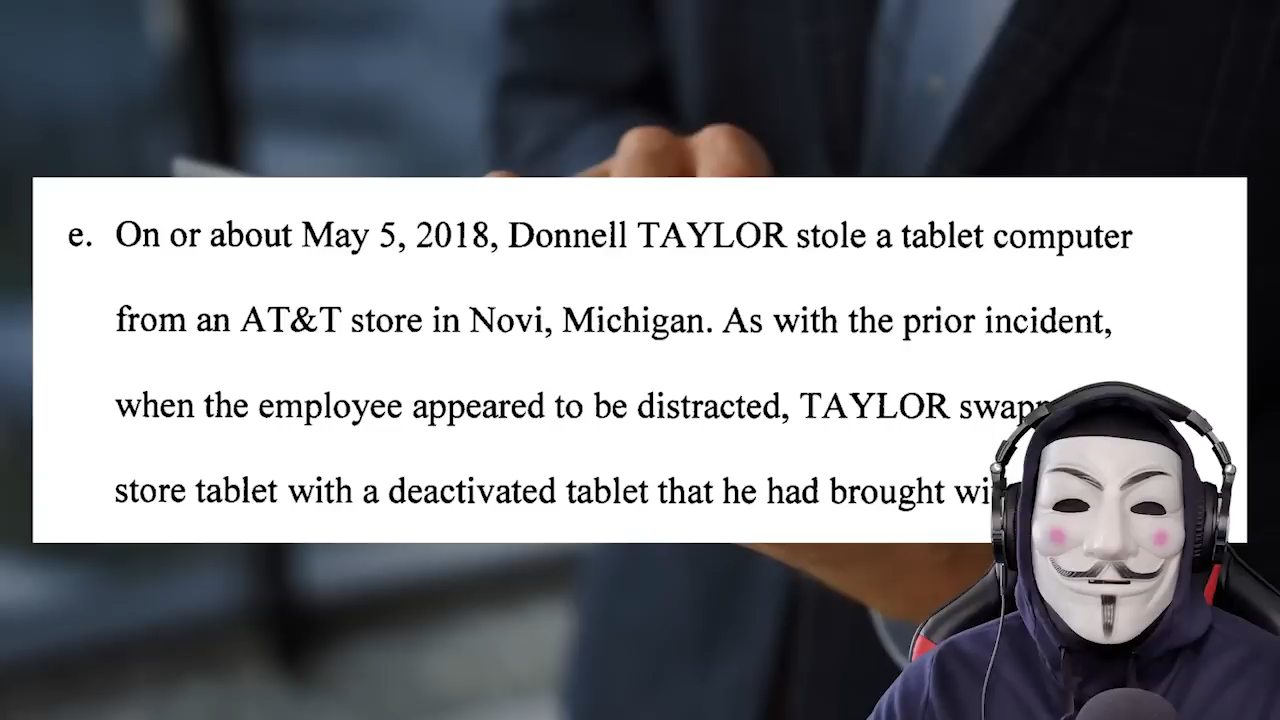 e. On or about May 5, 2018, Donnell TAYLOR stole a tablet computer
from an AT&T store in Novi, Michigan. As with the prior incident,
when the employee appeared to be distracted, TAYLOR
store tablet with a deactivated tablet that he had brought